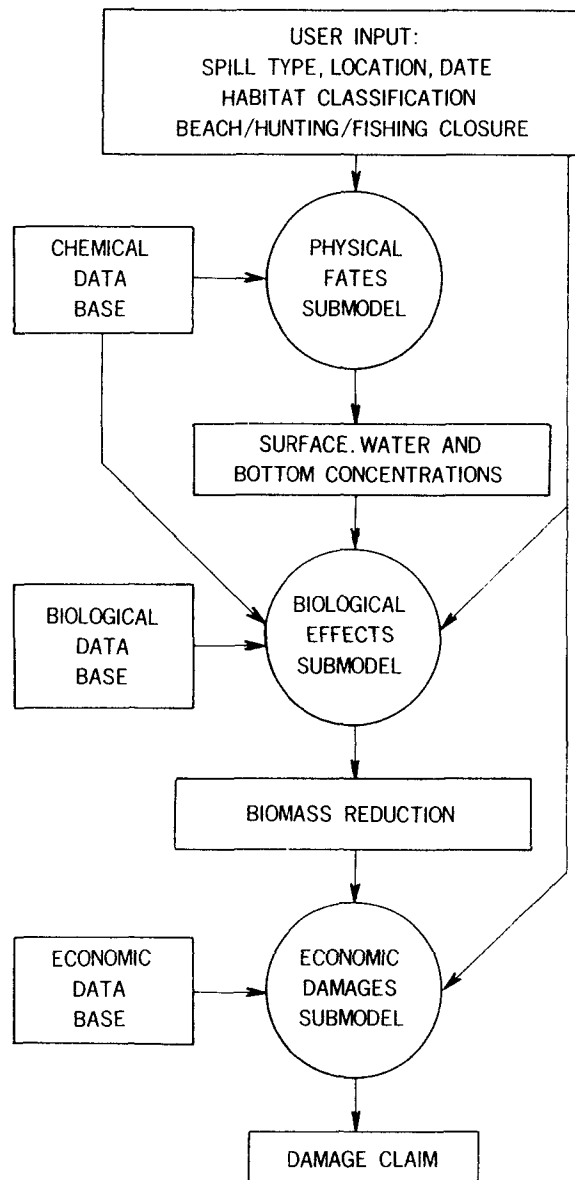 USER INPUT:
SPILL TYPE, LOCATION, DATE
HABITAT CLASSIFICATION
BEACH/HUNTING/FISHING CLOSURE
CHEMICAL
DATA
BASE
PHYSICAL
FATES
SUBMODEL
SURFACE. WATER AND
BOTTOM CONCENTRATIONS
BIOLOGICAL
DATA
BASE
BIOLOGICAL
EFFECTS
SUBMODEL
BIOMASS REDUCTION
ECONOMIC
DATA
BASE
ECONOMIC
DAMAGES
SUBMODEL
DAMAGE CLAIM